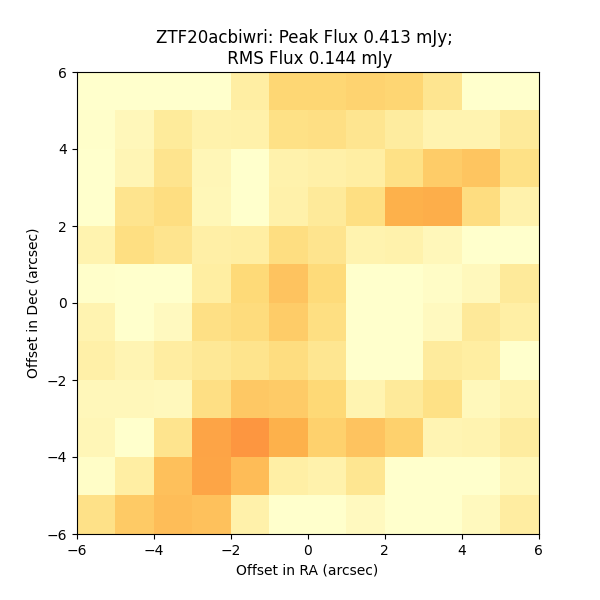 ZTF20acbiwri: Peak Flux 0.413 mJy;
RMS Flux 0.144 mJy
6
4
2
0
−2
−4
−6
Offset in Dec (arcsec)
−6 −4 −2 0 2 4 6
Offset in RA (arcsec)